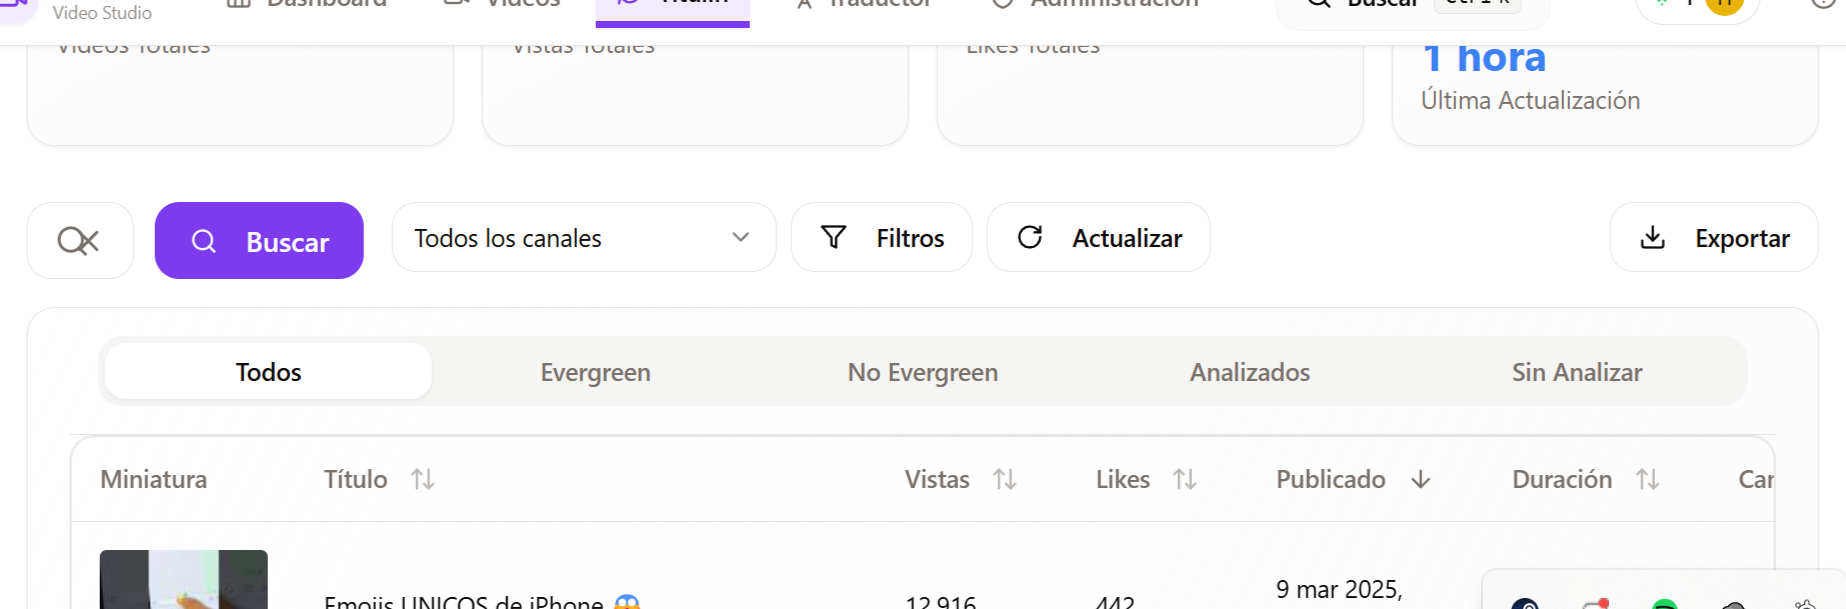 Video Studio
Dashboard
Videos
Titulin
Traductor
Administración
Buscar
Ctrl K
Videos Totales
Vistas Totales
Likes Totales
1 hora
Última Actualización
Buscar
Todos los canales
Filtros
Actualizar
Exportar
Todos
Evergreen
No Evergreen
Analizados
Sin Analizar
Miniatura
Título
Vistas
Likes
Publicado
Duración
Emojis UNICOS de iPhone 😱
12.916
442
9 mar 2025,